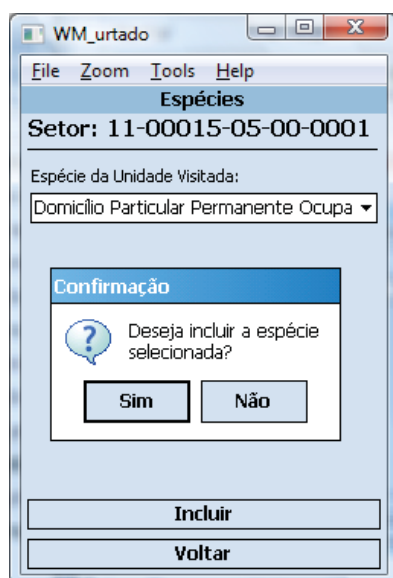 WM_urtado
File Zoom Tools Help
Espécies
Setor: 11-00015-05-00-0001
Espécie da Unidade Visitada:
Domicílio Particular Permanente Ocupa
Confirmação
Deseja incluir a espécie
selecionada?
Sim Não
Incluir
Voltar